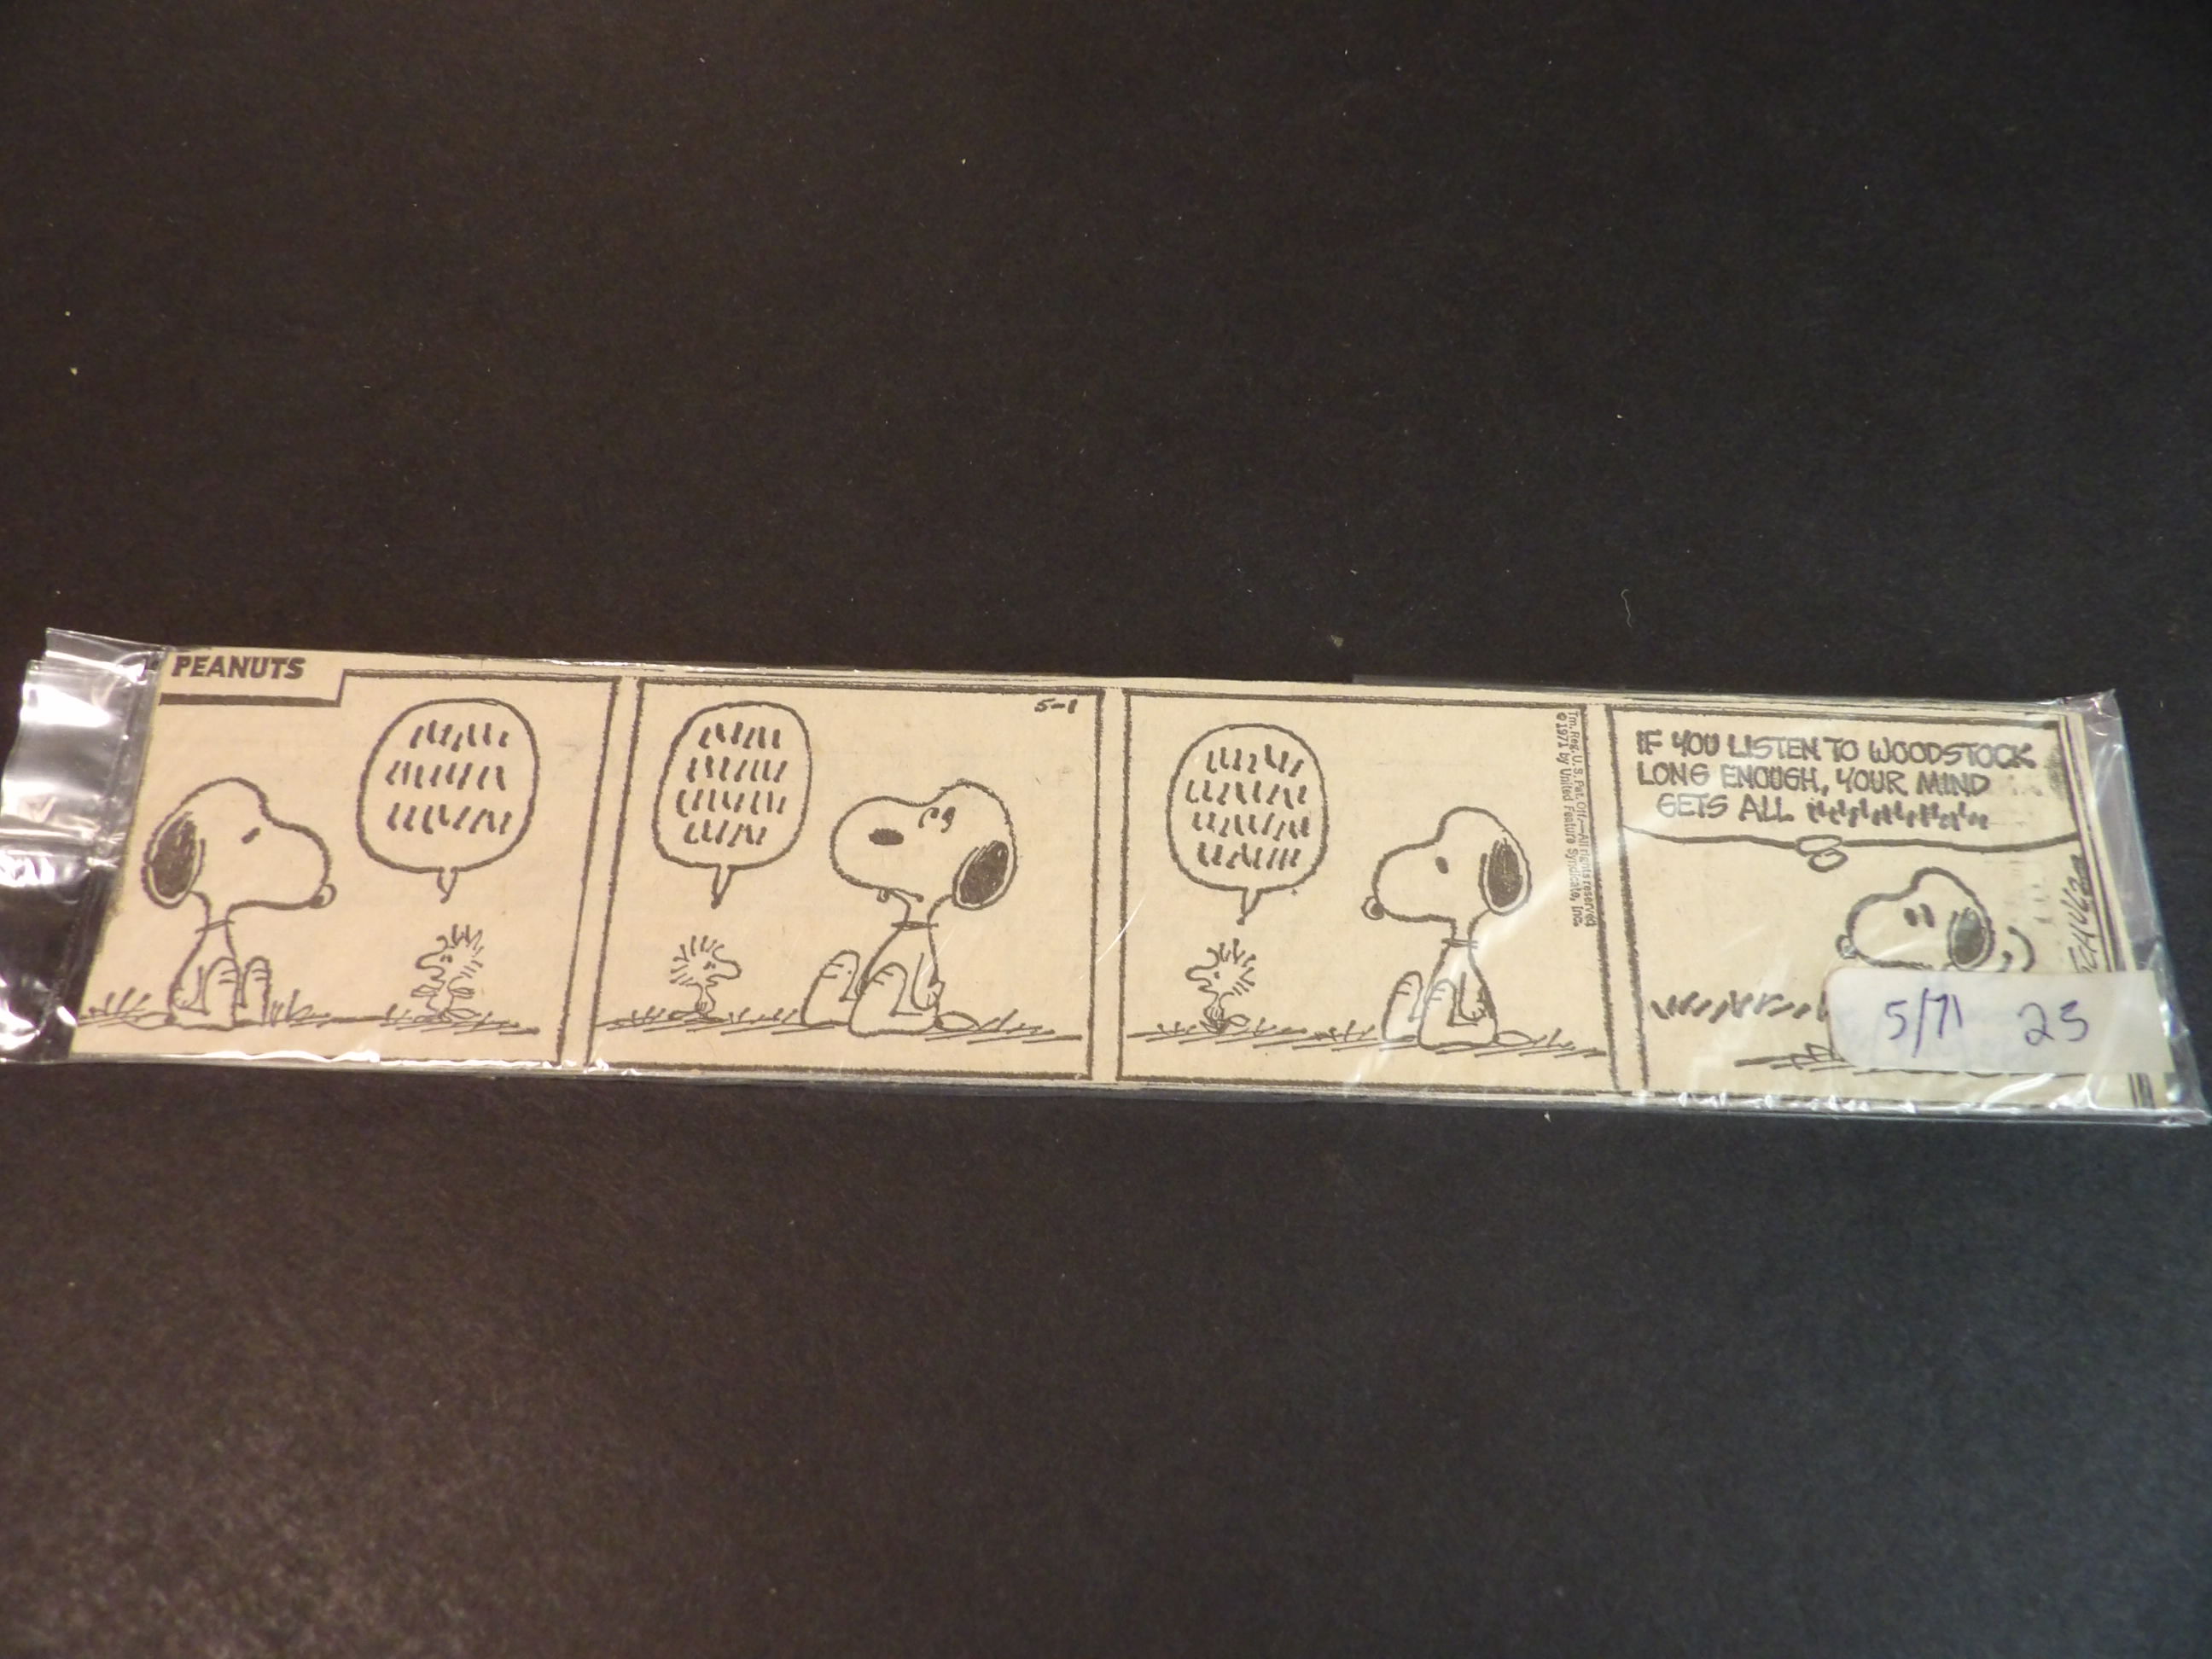 PEANUTS
5-1
Tm. Reg. U. S. Pat. Off.—All rights reserved
©1971 by United Feature Syndicate, Inc.
IF YOU LISTEN TO WOODSTOCK
LONG ENOUGH, YOUR MIND
GETS ALL
5/71 25